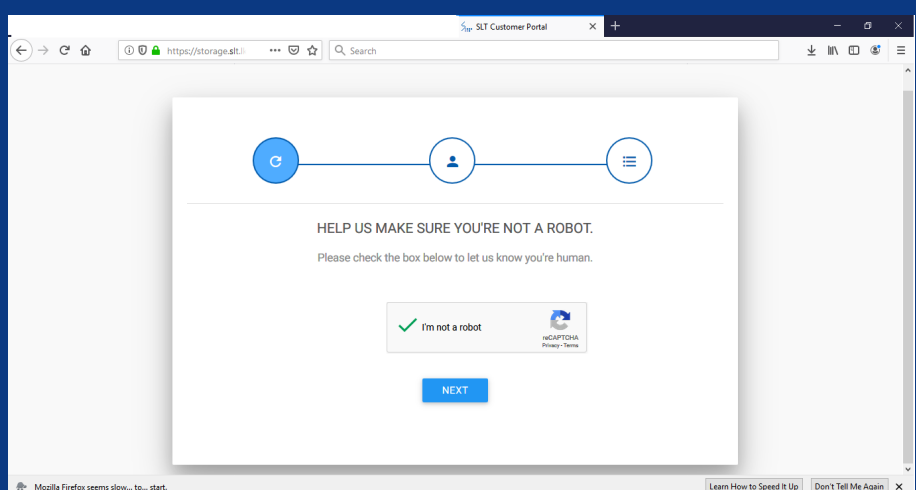 SLT Customer Portal
https://storage.slt.l
Search
HELP US MAKE SURE YOU'RE NOT A ROBOT.
Please check the box below to let us know you're human.
I'm not a robot
reCAPTCHA
Privacy - Terms
NEXT
Mozilla Firefox seems slow... to... start.
Learn How to Speed It Up
Don't Tell Me Again